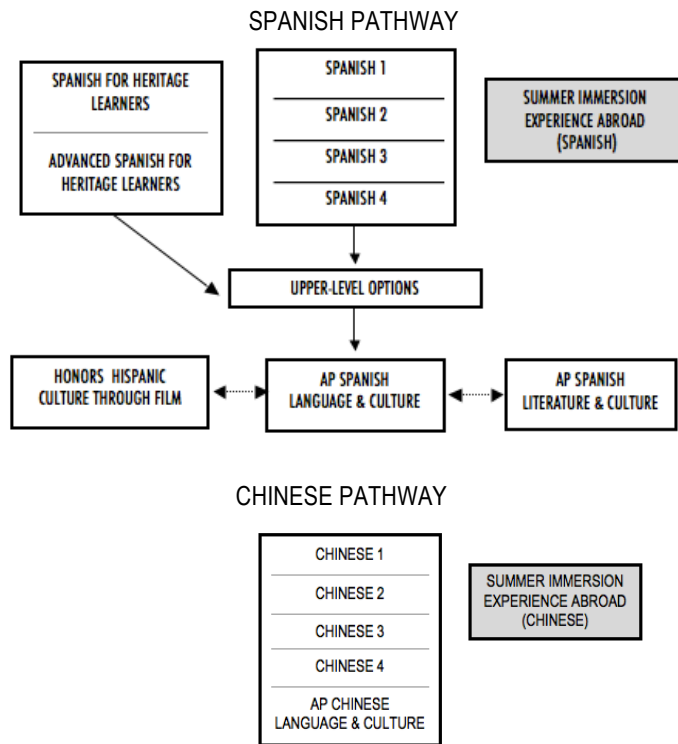 SPANISH PATHWAY
SPANISH FOR HERITAGE
LEARNERS
ADVANCED SPANISH FOR
HERITAGE LEARNERS
SPANISH 1
SPANISH 2
SPANISH 3
SPANISH 4
SUMMER IMMERSION
EXPERIENCE ABROAD
(SPANISH)
UPPER-LEVEL OPTIONS
HONORS HISPANIC
CULTURE THROUGH FILM
AP SPANISH
LANGUAGE & CULTURE
AP SPANISH
LITERATURE & CULTURE
CHINESE PATHWAY
CHINESE 1
CHINESE 2
CHINESE 3
CHINESE 4
AP CHINESE
LANGUAGE & CULTURE
SUMMER IMMERSION
EXPERIENCE ABROAD
(CHINESE)